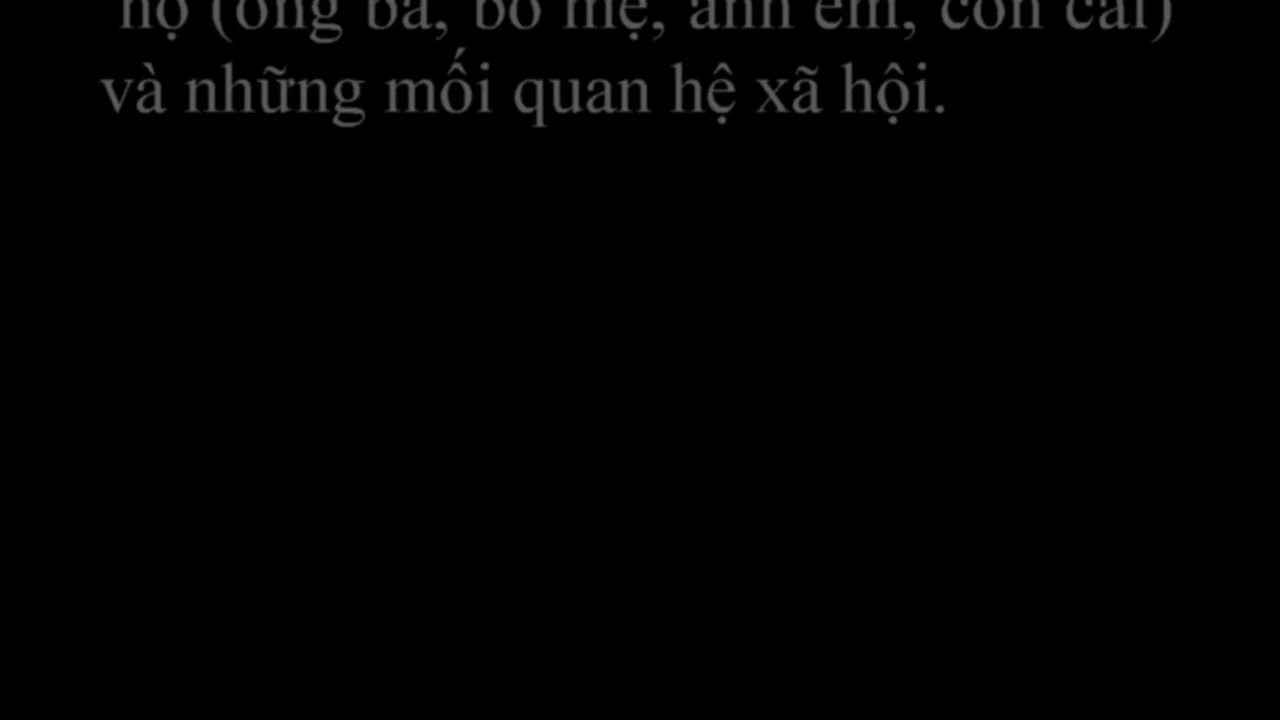 họ (ông bà, bố mẹ, anh em, con cái)
và những mối quan hệ xã hội.